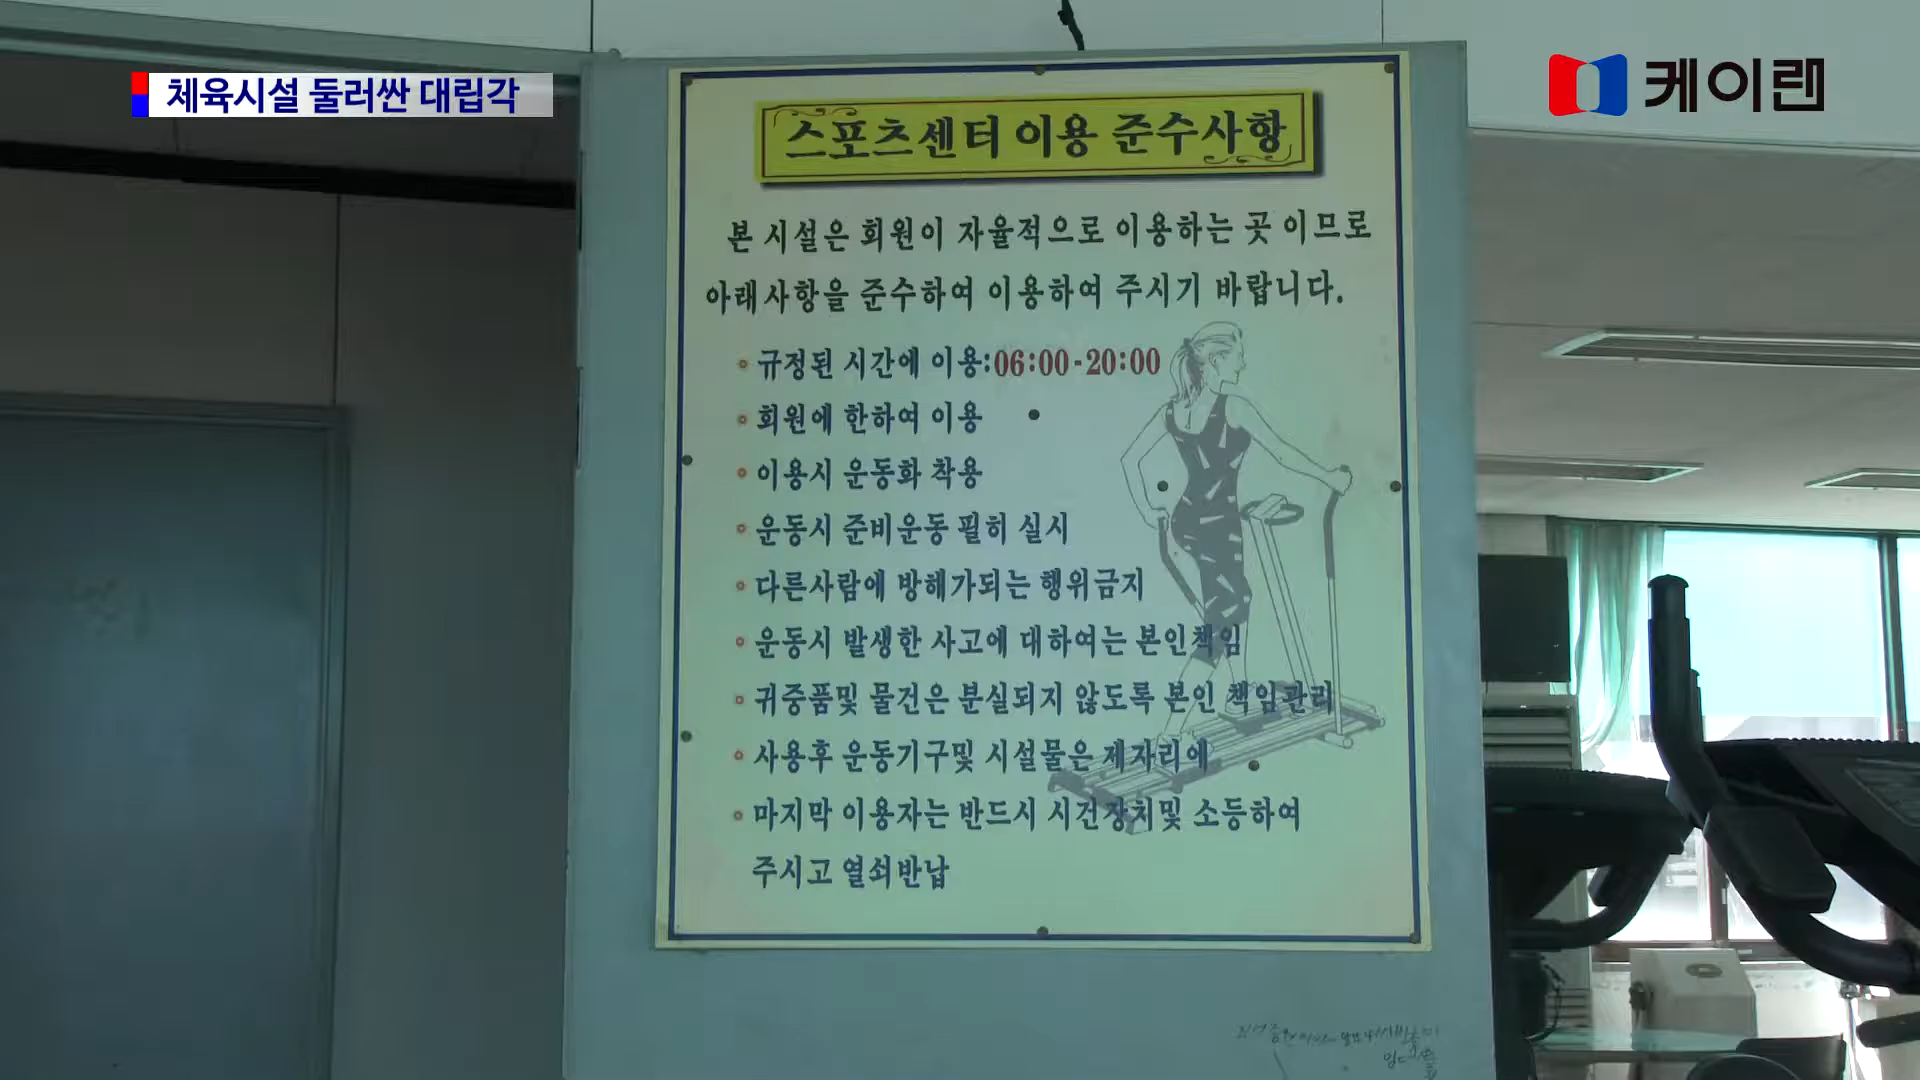 체육시설 둘러싼 대립각
케이랜
스포츠센터 이용 준수사항
본 시설은 회원이 자율적으로 이용하는 곳 이므로
아래사항을 준수하여 이용하여 주시기 바랍니다.
규정된 시간에 이용:06:00-20:00
회원에 한하여 이용
이용시 운동화 착용
운동시 준비운동 필히 실시
다른사람에 방해가되는 행위금지
운동시 발생한 사고에 대하여는 본인책임
귀중품및 물건은 분실되지 않도록 본인 책임관리
사용후 운동기구및 시설물은 제자리에
마지막 이용자는 반드시 시건장치및 소등하여
주시고 열쇠반납